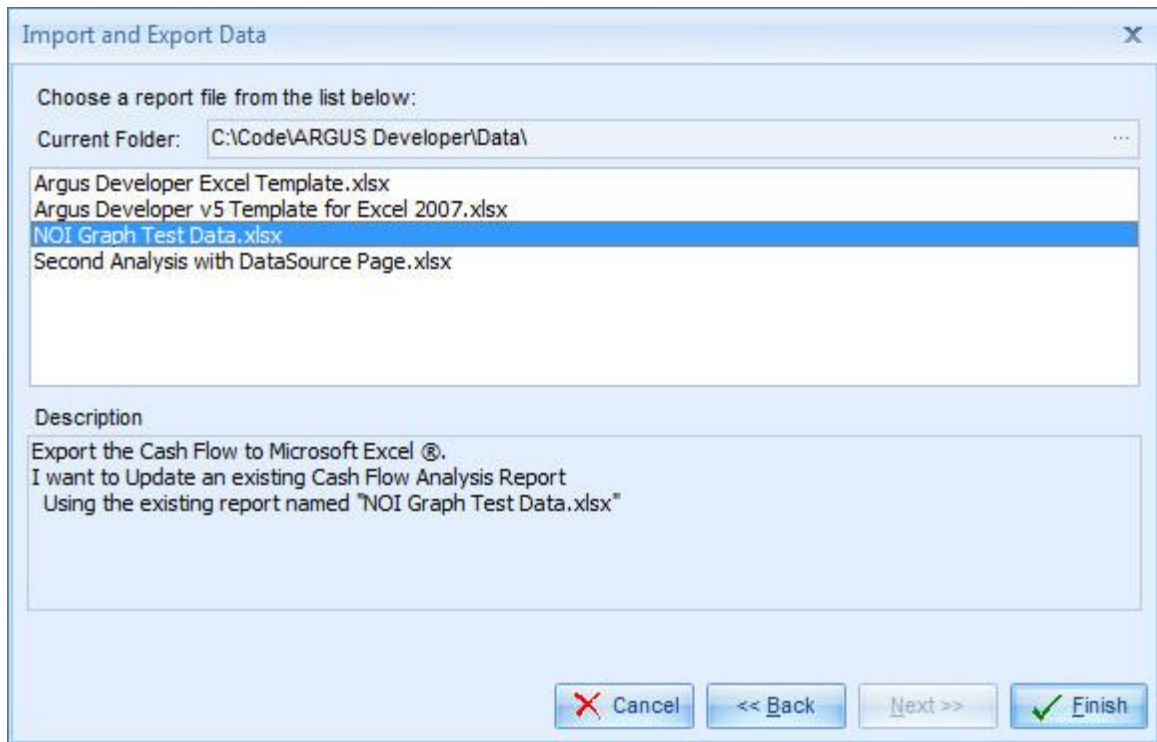 Import and Export Data
Choose a report file from the list below:
Current Folder: C:\Code\ARGUS Developer\Data\ ...
Argus Developer Excel Template.xlsx
Argus Developer v5 Template for Excel 2007.xlsx
NOI Graph Test Data.xlsx
Second Analysis with DataSource Page.xlsx
Description
Export the Cash Flow to Microsoft Excel ®.
I want to Update an existing Cash Flow Analysis Report
Using the existing report named "NOI Graph Test Data.xlsx"
Cancel << Back Next >> Finish